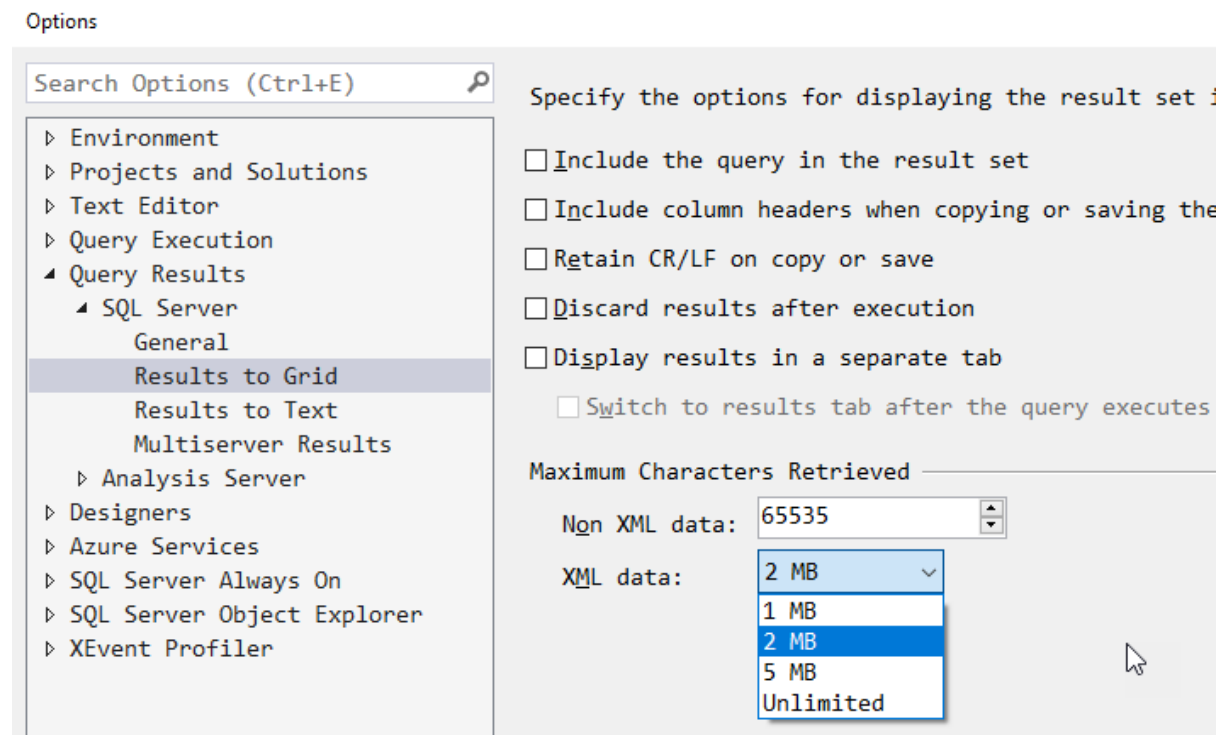 Options
Search Options (Ctrl+E)
Environment
Projects and Solutions
Text Editor
Query Execution
Query Results
SQL Server
General
Results to Grid
Results to Text
Multiserver Results
Analysis Server
Designers
Azure Services
SQL Server Always On
SQL Server Object Explorer
XEvent Profiler
Specify the options for displaying the result set
Include the query in the result set
Include column headers when copying or saving the
Retain CR/LF on copy or save
Discard results after execution
Display results in a separate tab
Switch to results tab after the query executes
Maximum Characters Retrieved
Non XML data: 65535
XML data: 2 MB
1 MB
2 MB
5 MB
Unlimited